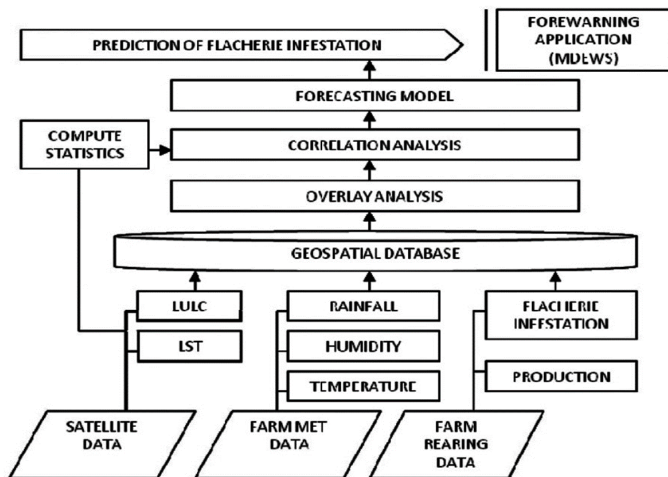 PREDICTION OF FLACHERIE INFESTATION
FOREWARNING
APPLICATION
(MDEWS)
FORECASTING MODEL
COMPUTE
STATISTICS
CORRELATION ANALYSIS
OVERLAY ANALYSIS
GEOSPATIAL DATABASE
LULC
RAINFALL
FLACHERIE
INFESTATION
LST
HUMIDITY
TEMPERATURE
PRODUCTION
SATELLITE
DATA
FARM MET
DATA
FARM
REARING
DATA